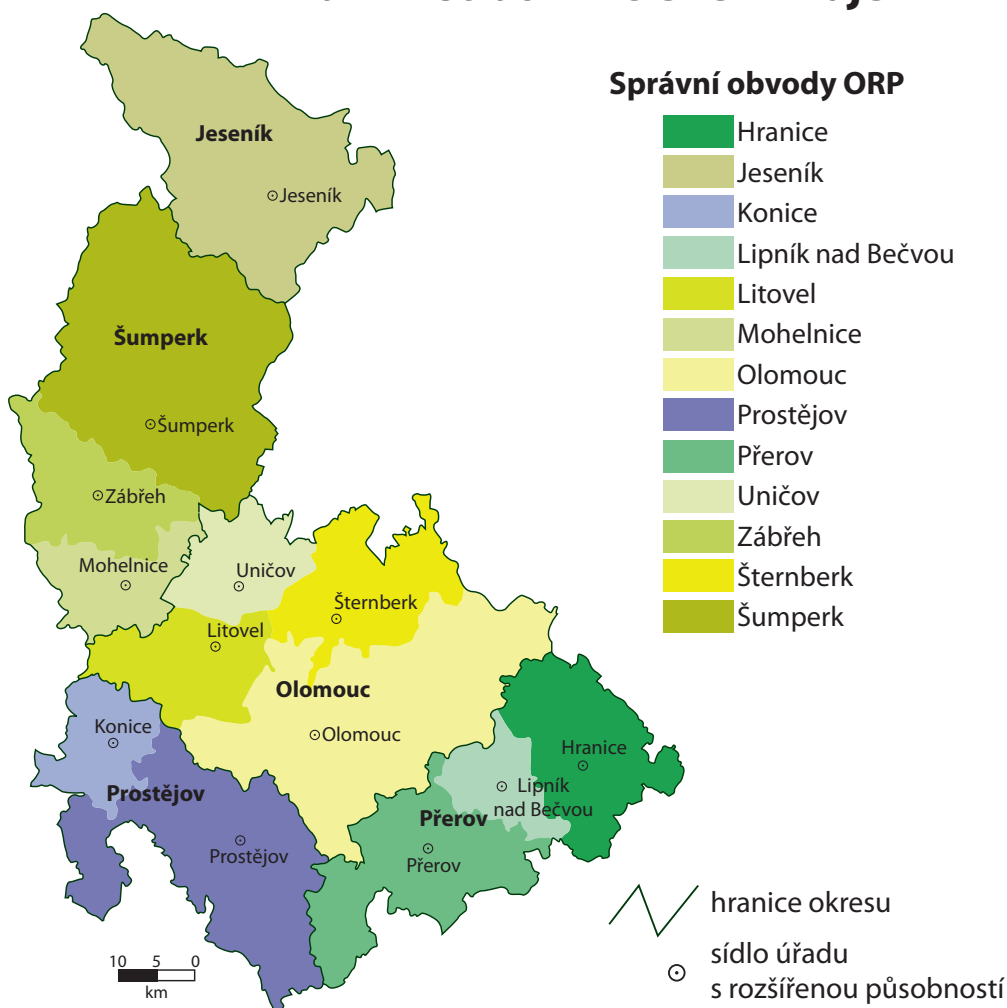 Správní obvody ORP
Hranice
Jeseník
Konice
Lipník nad Bečvou
Litovel
Mohelnice
Olomouc
Prostějov
Přerov
Uničov
Zábřeh
Šternberk
Šumperk
Jeseník
Jeseník
Šumperk
Šumperk
Zábřeh
Mohelnice
Uničov
Šternberk
Litovel
Olomouc
Olomouc
Konice
Prostějov
Prostějov
Hranice
Lipník
nad Bečvou
Přerov
Přerov
10 5 0
km
hranice okresu
sídlo úřadu
s rozšířenou působností